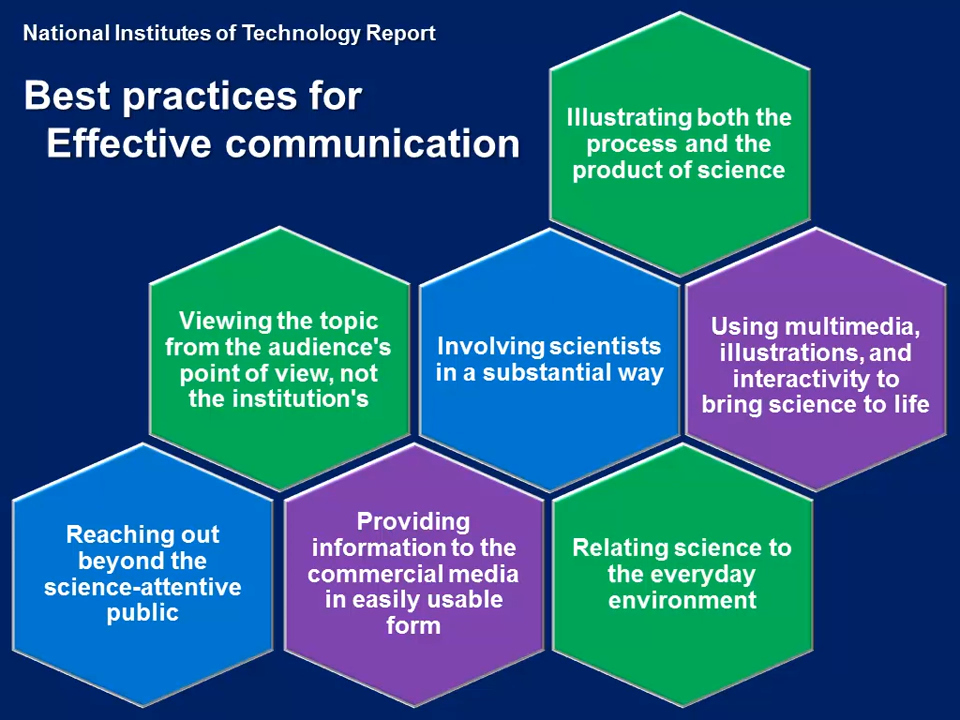 National Institutes of Technology Report
Best practices for
Effective communication
Illustrating both the
process and the
product of science
Viewing the topic
from the audience's
point of view, not
the institution's
Involving scientists
in a substantial way
Using multimedia,
illustrations, and
interactivity to
bring science to life
Reaching out
beyond the
science-attentive
public
Providing
information to the
commercial media
in easily usable
form
Relating science to
the everyday
environment